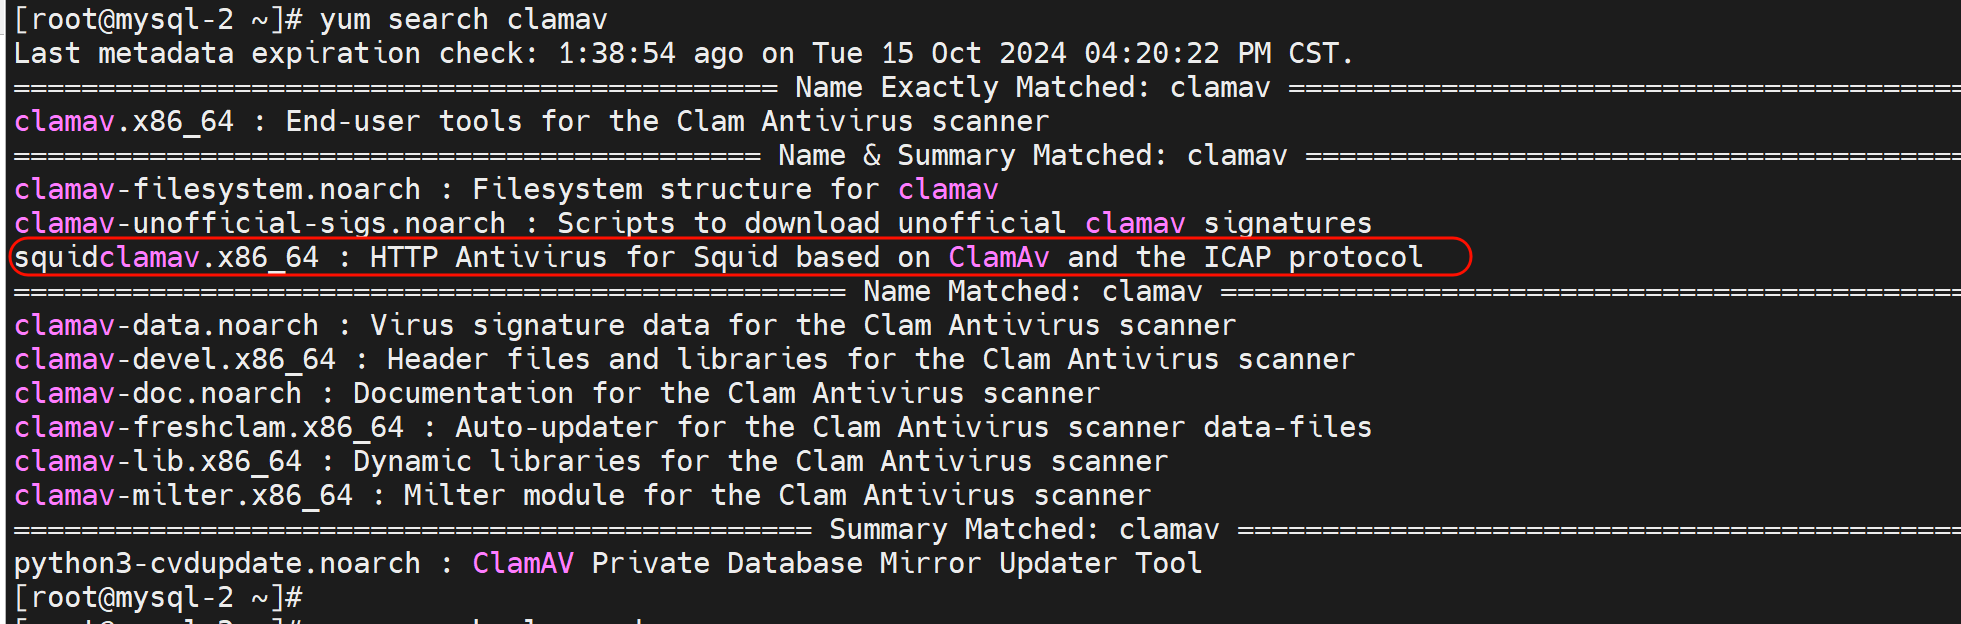 [root@mysql-2 ~]# yum search clamav
Last metadata expiration check: 1:38:54 ago on Tue 15 Oct 2024 04:20:22 PM CST.
============================================= Name Exactly Matched: clamav ========================================
clamav.x86_64 : End-user tools for the Clam Antivirus scanner
============================================ Name & Summary Matched: clamav =======================================
clamav-filesystem.noarch : Filesystem structure for clamav
clamav-unofficial-sigs.noarch : Scripts to download unofficial clamav signatures
squidclamav.x86_64 : HTTP Antivirus for Squid based on ClamAv and the ICAP protocol
================================================= Name Matched: clamav ============================================
clamav-data.noarch : Virus signature data for the Clam Antivirus scanner
clamav-devel.x86_64 : Header files and libraries for the Clam Antivirus scanner
clamav-doc.noarch : Documentation for the Clam Antivirus scanner
clamav-freshclam.x86_64 : Auto-updater for the Clam Antivirus scanner data-files
clamav-lib.x86_64 : Dynamic libraries for the Clam Antivirus scanner
clamav-milter.x86_64 : Milter module for the Clam Antivirus scanner
=============================================== Summary Matched: clamav ===========================================
python3-cvdupdate.noarch : ClamAV Private Database Mirror Updater Tool
[root@mysql-2 ~]#